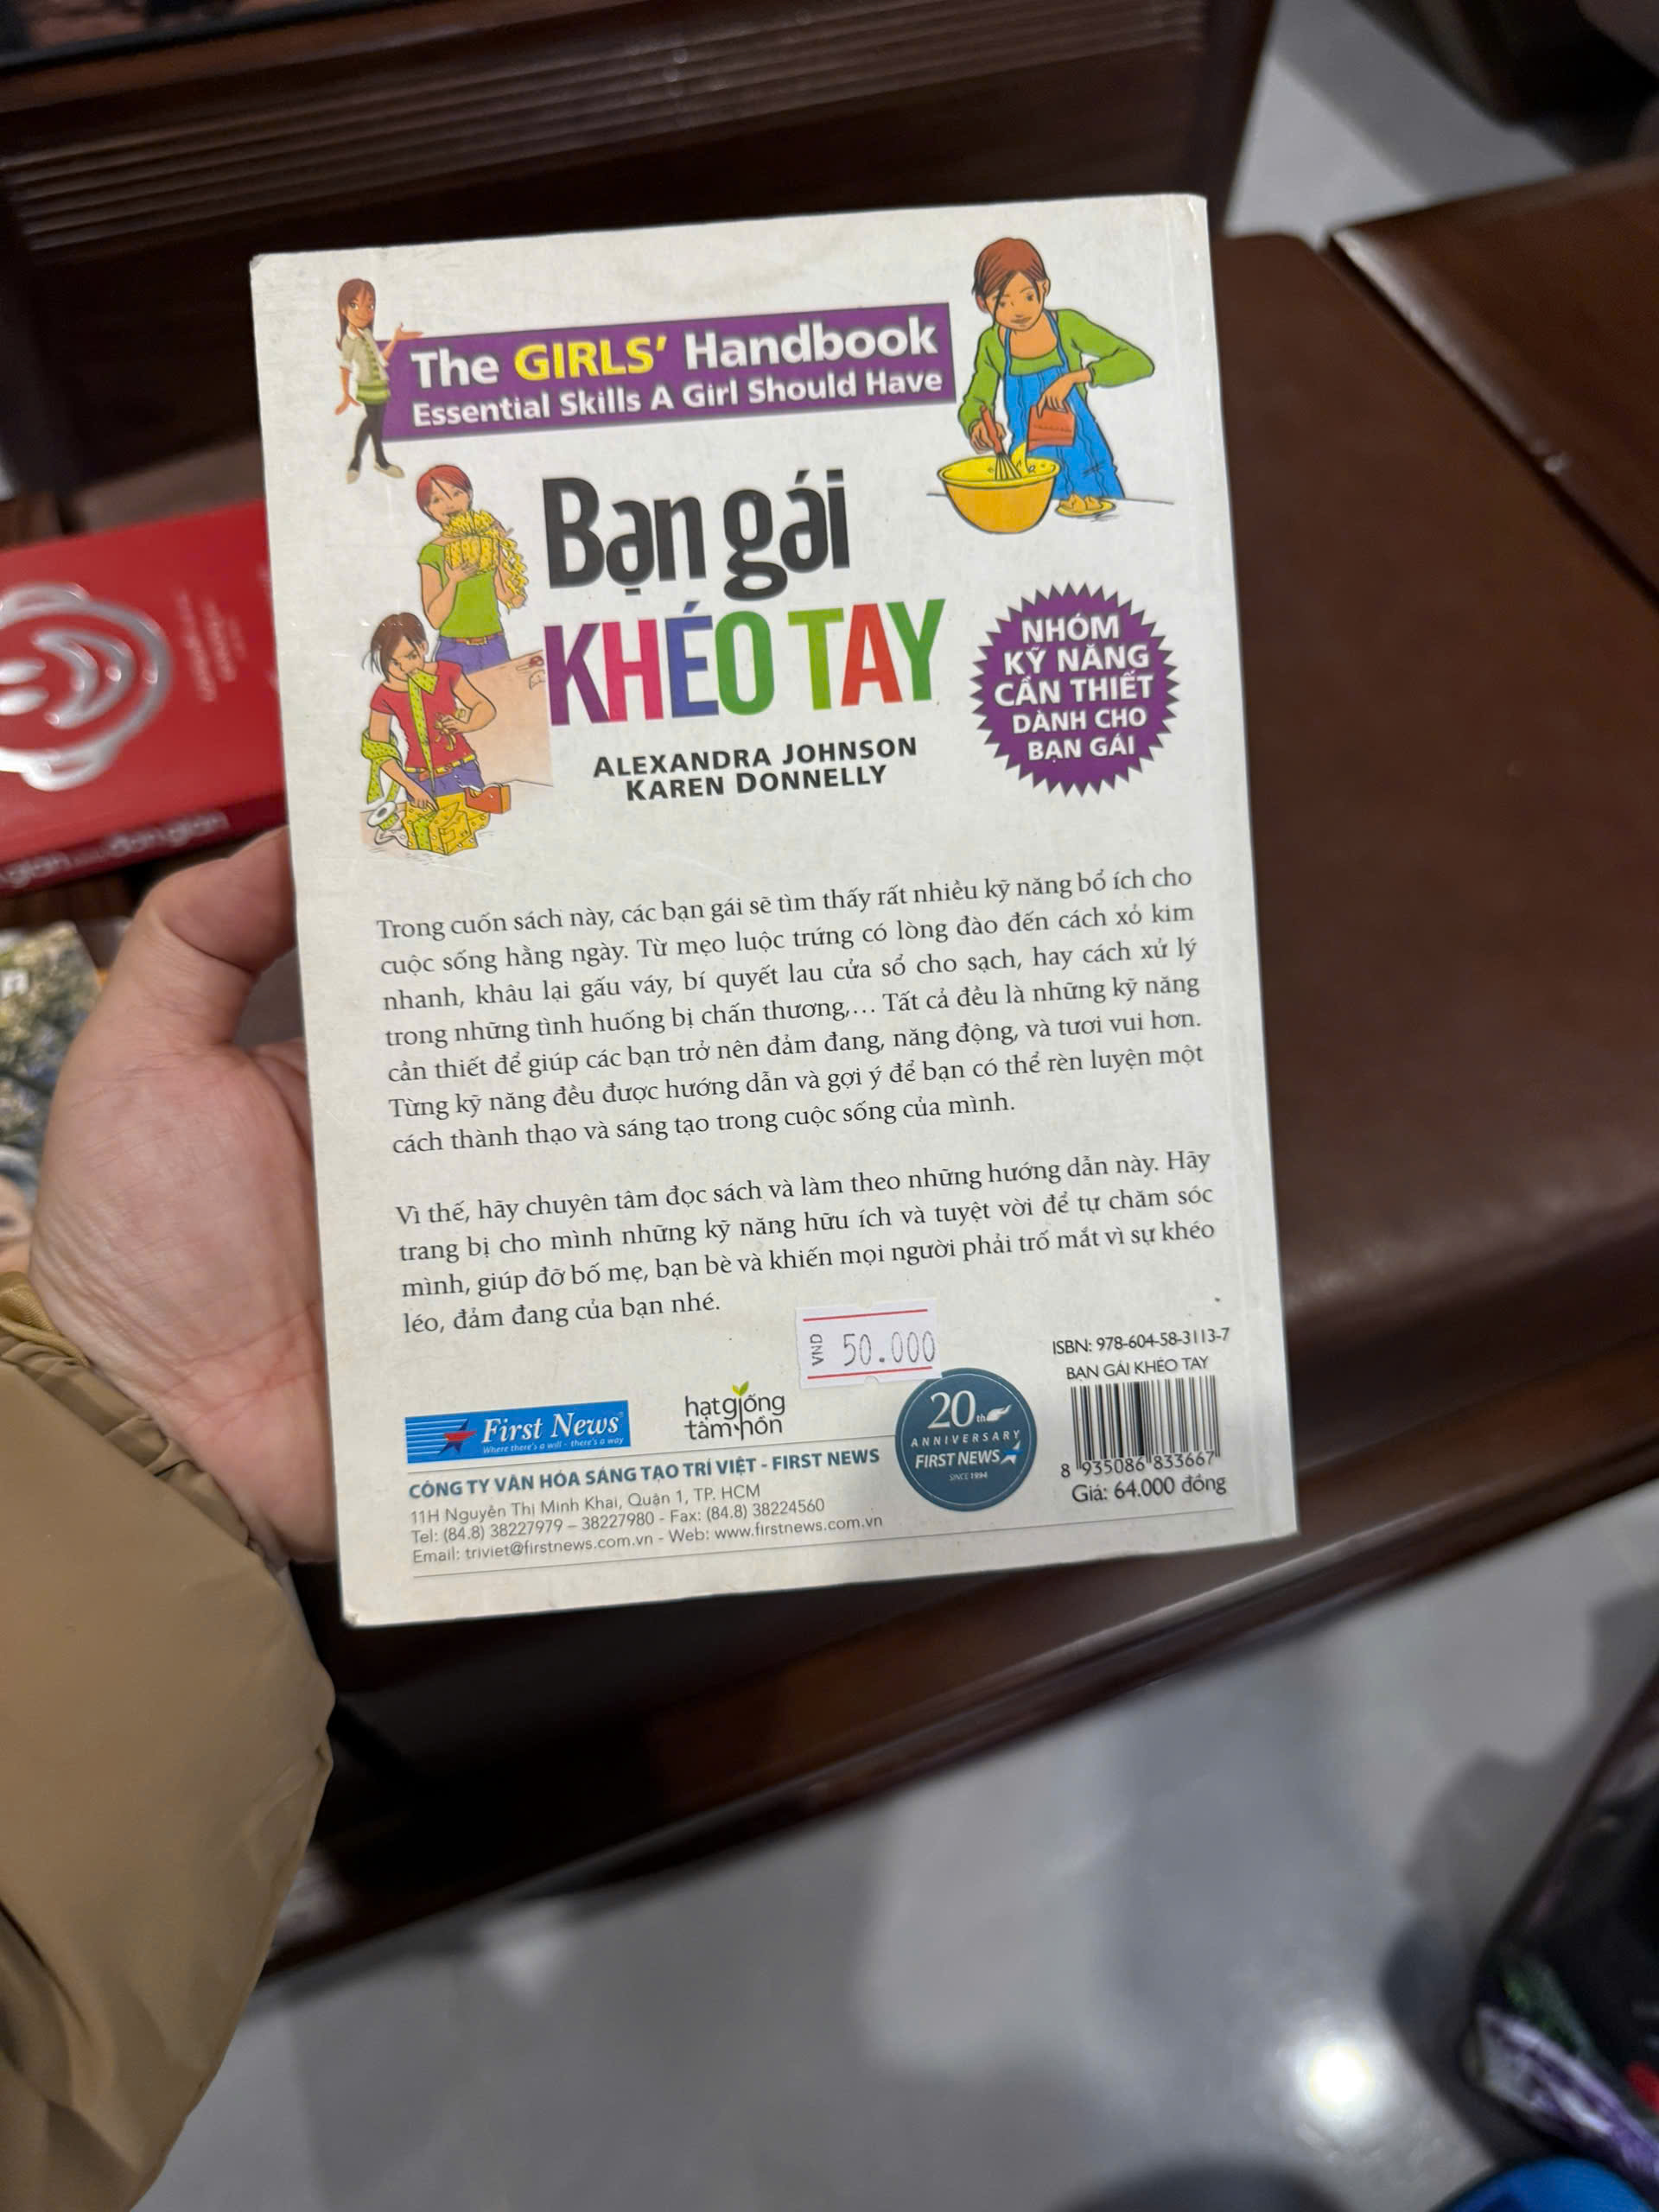 The GIRLS' Handbook
Essential Skills A Girl Should Have
Bạn gái
KHÉO TAY
ALEXANDRA JOHNSON
KAREN DONNELLY
NHÓM
KỸ NĂNG
CẦN THIẾT
DÀNH CHO
BẠN GÁI
Trong cuốn sách này, các bạn gái sẽ tìm thấy rất nhiều kỹ năng bổ ích cho
cuộc sống hằng ngày. Từ mẹo luộc trứng có lòng đào đến cách xỏ kim
nhanh, khâu lại gấu váy, bí quyết lau cửa sổ cho sạch, hay cách xử lý
trong những tình huống bị chấn thương,... Tất cả đều là những kỹ năng
cần thiết để giúp các bạn trở nên đảm đang, năng động, và tươi vui hơn.
Từng kỹ năng đều được hướng dẫn và gợi ý để bạn có thể rèn luyện một
cách thành thạo và sáng tạo trong cuộc sống của mình.
Vì thế, hãy chuyên tâm đọc sách và làm theo những hướng dẫn này. Hãy
trang bị cho mình những kỹ năng hữu ích và tuyệt vời để tự chăm sóc
mình, giúp đỡ bố mẹ, bạn bè và khiến mọi người phải trố mắt vì sự khéo
léo, đảm đang của bạn nhé.
VND 50.000
ISBN: 978-604-58-3113-7
BẠN GÁI KHÉO TAY
8 935086 833667
Giá: 64.000 đồng
First News
Where there's a will - there's a way
hạt giống
tâm hồn
20th
ANNIVERSARY
FIRST NEWS
SINCE 1994
CÔNG TY VĂN HÓA SÁNG TẠO TRÍ VIỆT - FIRST NEWS
11H Nguyễn Thị Minh Khai, Quận 1, TP. HCM
Tel: (84.8) 38227979 – 38227980 - Fax: (84.8) 38224560
Email: triviet@firstnews.com.vn - Web: www.firstnews.com.vn